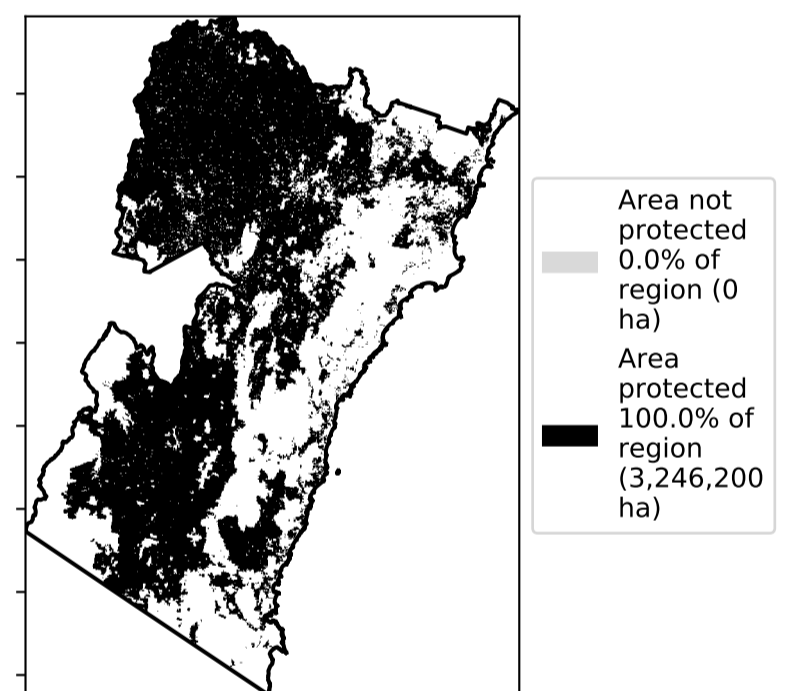 Area not
protected
0.0% of
region (0
ha)
Area
protected
100.0% of
region
(3,246,200
ha)